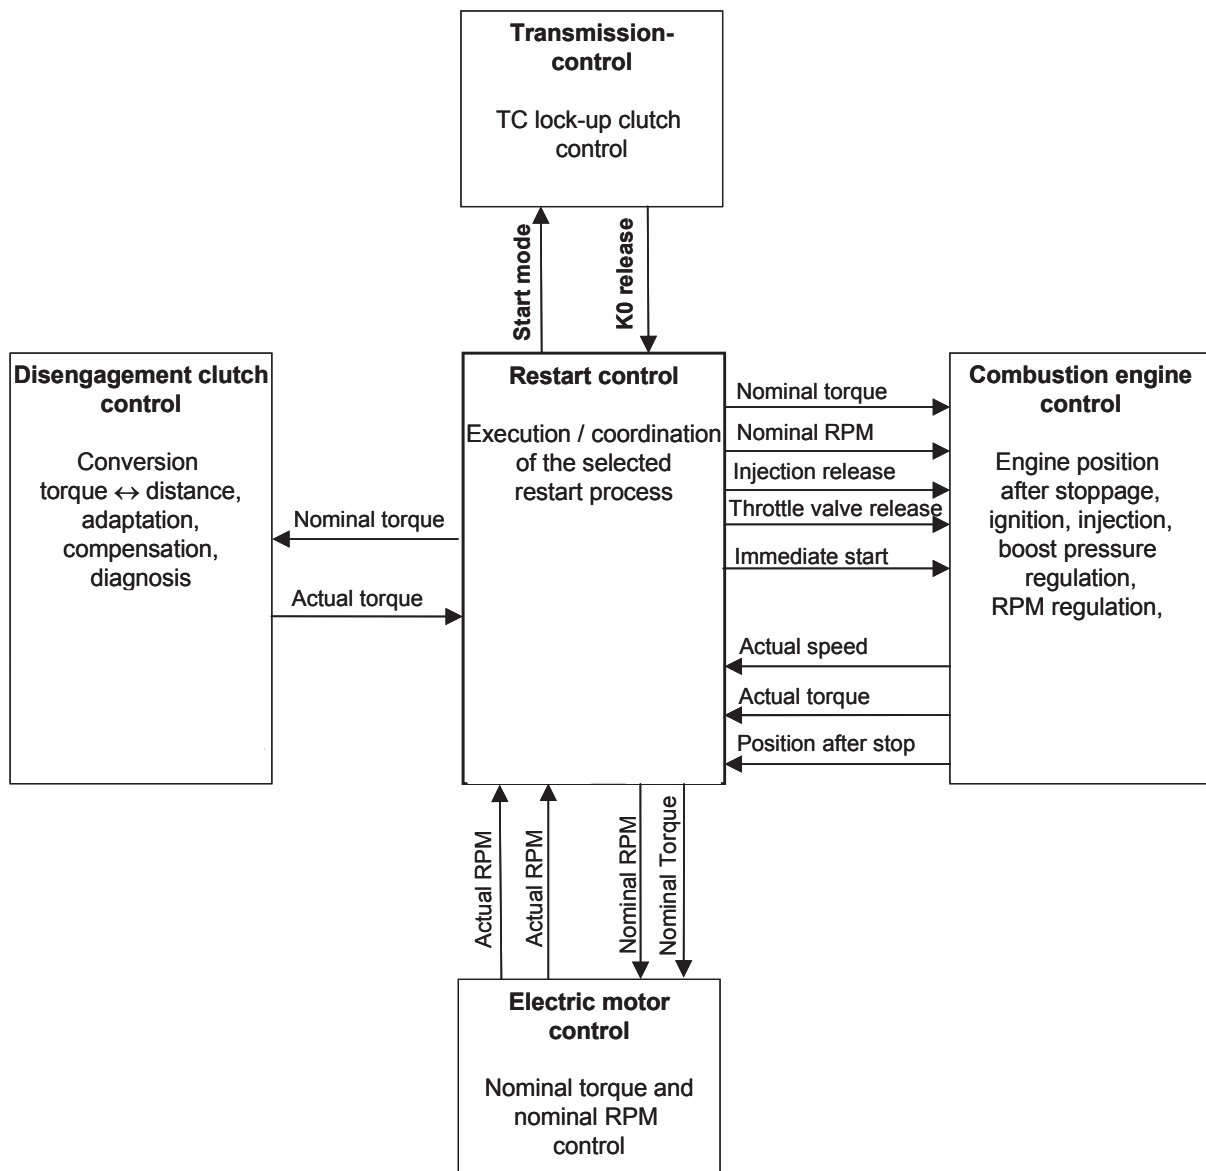 Transmission-
control
TC lock-up clutch
control
Start mode
K0 release
Disengagement clutch
control
Conversion
torque ↔ distance,
adaptation,
compensation,
diagnosis
Nominal torque
Actual torque
Restart control
Execution / coordination
of the selected
restart process
Nominal torque
Nominal RPM
Injection release
Throttle valve release
Immediate start
Actual speed
Actual torque
Position after stop
Combustion engine
control
Engine position
after stoppage,
ignition, injection,
boost pressure
regulation,
RPM regulation,
Actual RPM
Actual RPM
Nominal RPM
Nominal Torque
Electric motor
control
Nominal torque and
nominal RPM
control